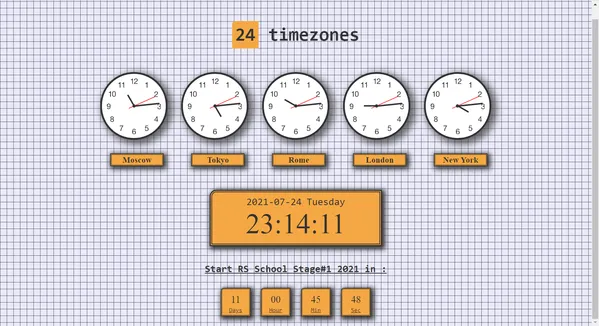 24 timezones
12 1 2 3 4 5 6 7 8 9 10 11
12 1 2 3 4 5 6 7 8 9 10 11
12 1 2 3 4 5 6 7 8 9 10 11
12 1 2 3 4 5 6 7 8 9 10 11
12 1 2 3 4 5 6 7 8 9 10 11
Moscow Tokyo Rome London New York
2021-07-24 Tuesday
23:14:11
Start RS School Stage#1 2021 in :
11 00 45 48
Days Hour Min Sec